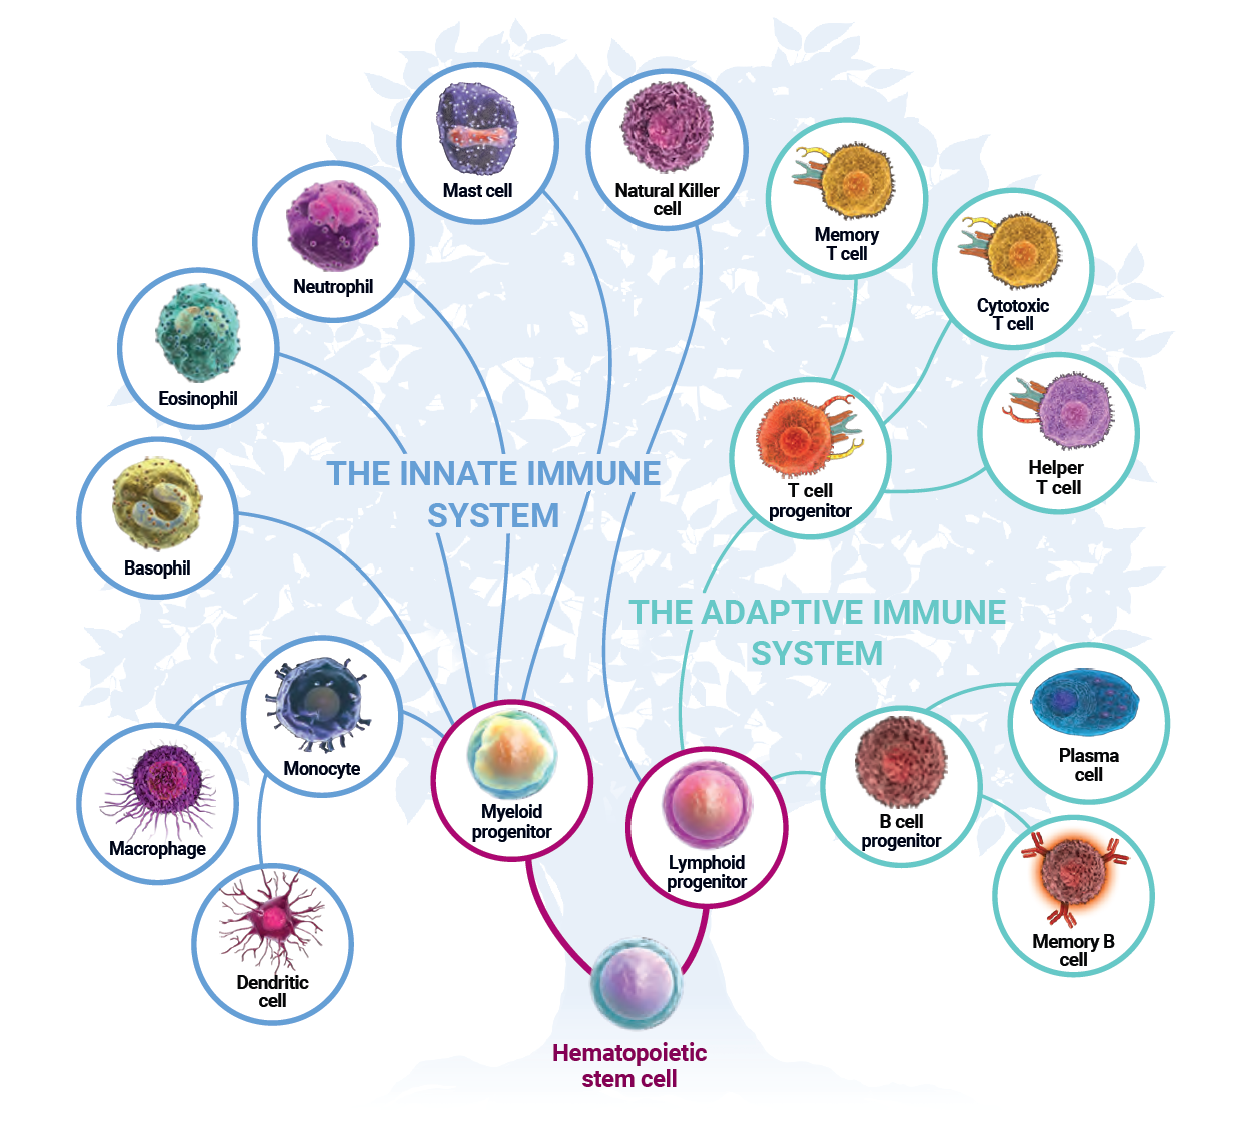 Mast cell
Natural Killer
cell
Memory
T cell
Neutrophil
Cytotoxic
T cell
Eosinophil
Helper
T cell
THE INNATE IMMUNE
SYSTEM
T cell
progenitor
Basophil
THE ADAPTIVE IMMUNE
SYSTEM
Monocyte
Plasma
cell
Myeloid
progenitor
B cell
progenitor
Macrophage
Lymphoid
progenitor
Memory B
cell
Dendritic
cell
Hematopoietic
stem cell